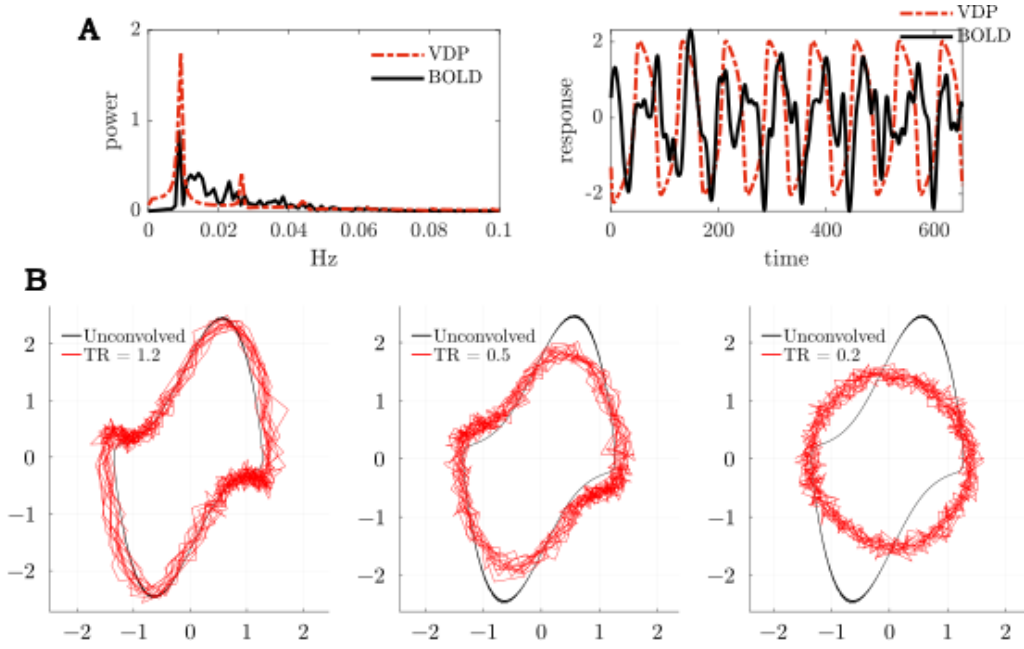 A
2
1
0
power
VDP
BOLD
0 0.02 0.04 0.06 0.08 0.1
Hz
VDP
BOLD
2
0
-2
response
0 200 400 600
time
B
Unconvolved
TR = 1.2
2
1
0
−1
−2
−2 −1 0 1 2
Unconvolved
TR = 0.5
2
1
0
−1
−2
−2 −1 0 1 2
Unconvolved
TR = 0.2
2
1
0
−1
−2
−2 −1 0 1 2